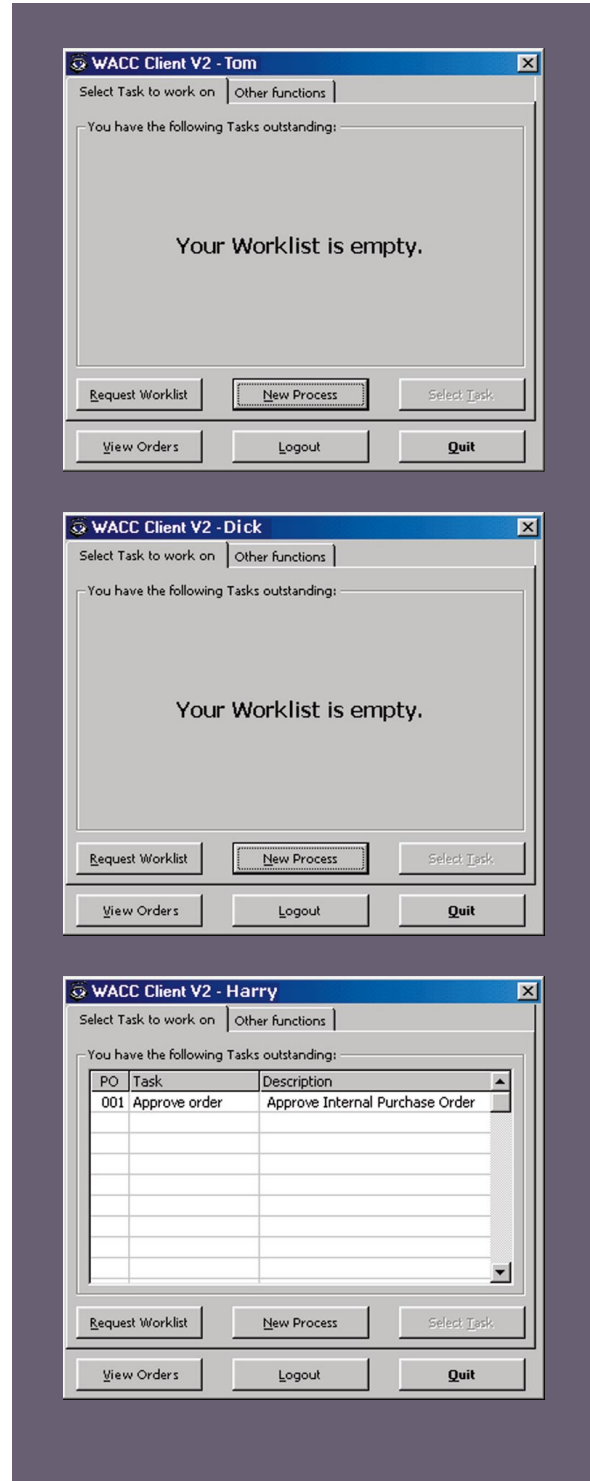 WACC Client V2 - Tom
Select Task to work on Other functions
You have the following Tasks outstanding:
Your Worklist is empty.
Request Worklist New Process Select Task
View Orders Logout Quit
WACC Client V2 - Dick
Select Task to work on Other functions
You have the following Tasks outstanding:
Your Worklist is empty.
Request Worklist New Process Select Task
View Orders Logout Quit
WACC Client V2 - Harry
Select Task to work on Other functions
You have the following Tasks outstanding:
PO Task Description
001 Approve order Approve Internal Purchase Order
Request Worklist New Process Select Task
View Orders Logout Quit